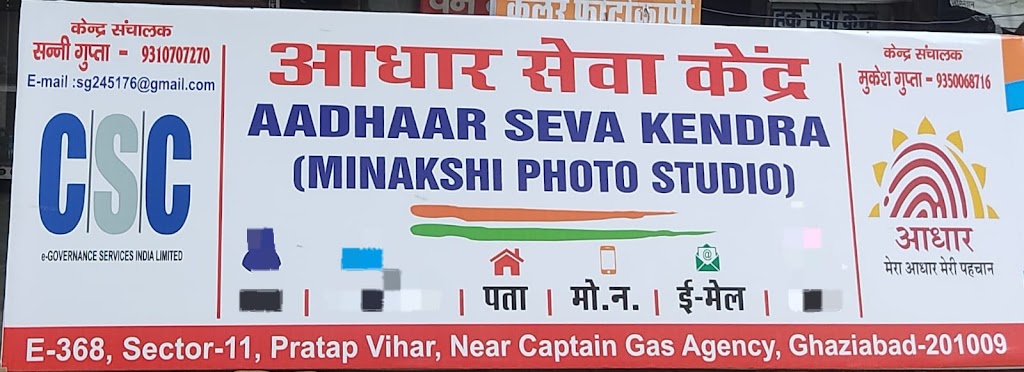 कलर फोटोकॉपी
केन्द्र संचालक
सन्नी गुप्ता - 9310707270
E-mail :sg245176@gmail.com
CSC
e-GOVERNANCE SERVICES INDIA LIMITED
आधार सेवा केंद्र
AADHAAR SEVA KENDRA
(MINAKSHI PHOTO STUDIO)
पता | मो.न. | ई-मेल
केन्द्र संचालक
मुकेश गुप्ता - 9350068716
आधार
मेरा आधार मेरी पहचान
E-368, Sector-11, Pratap Vihar, Near Captain Gas Agency, Ghaziabad-201009